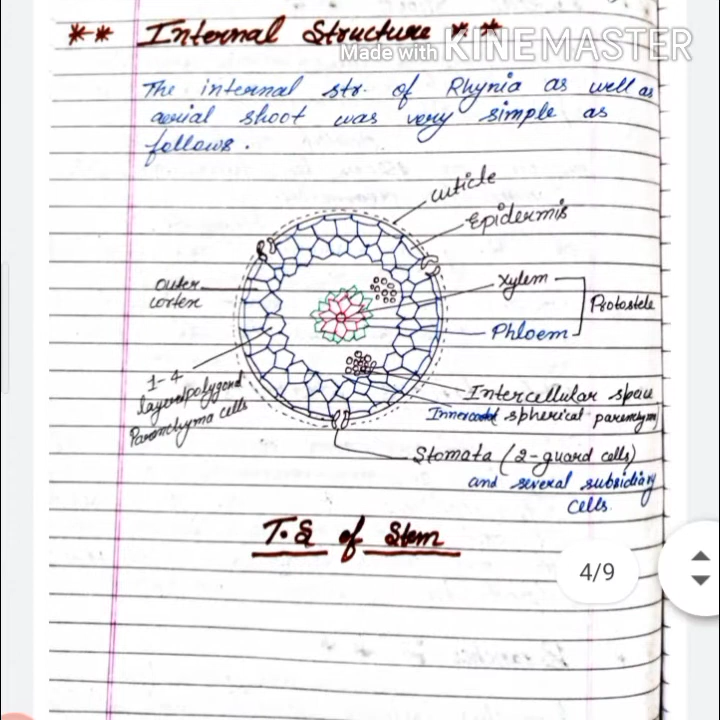 ** Internal Structure **
Made with KINEMASTER
The internal str. of Rhynia as well as
aerial shoot was very simple as
follows.
cuticle
Epidermis
outer
cortex
xylem
Protostele
Phloem
1-4
layered polygonal
Parenchyma cells
Intercellular space
spherical parenchyma
Stomata (2-guard cells)
and several subsidiary
cells.
T.S of Stem
4/9